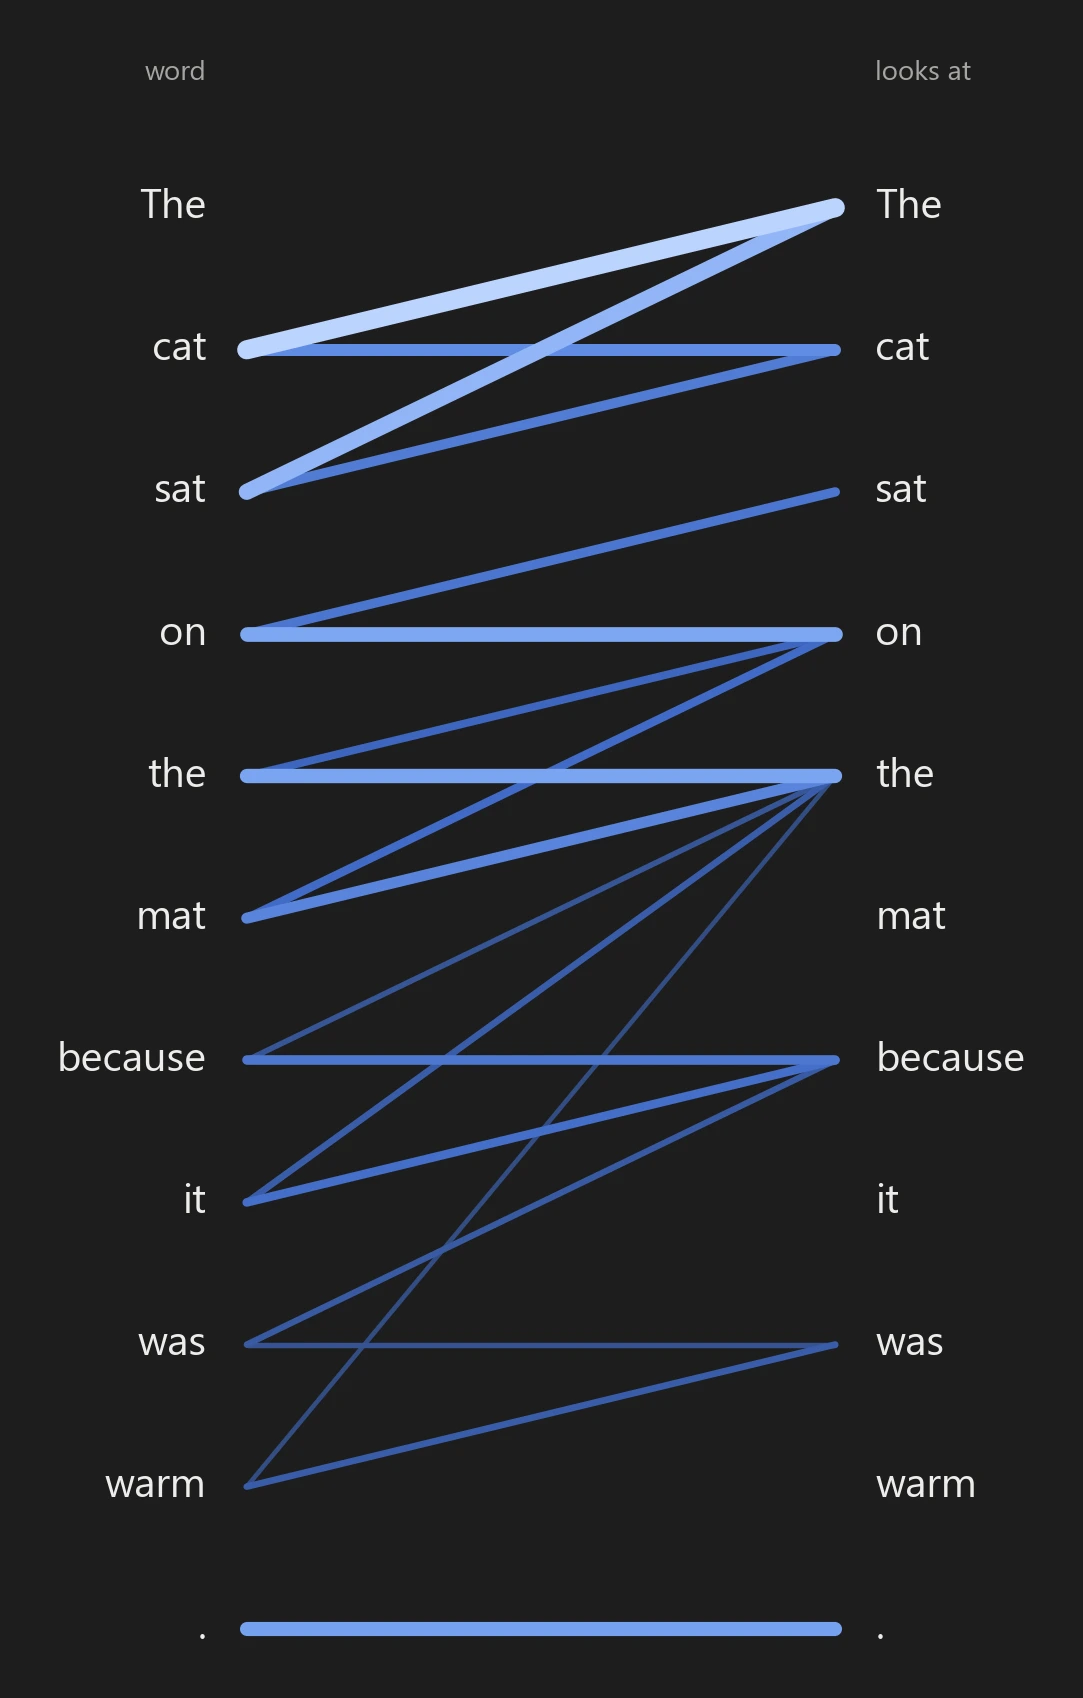 word looks at
The The
cat cat
sat sat
on on
the the
mat mat
because because
it it
was was
warm warm
. .